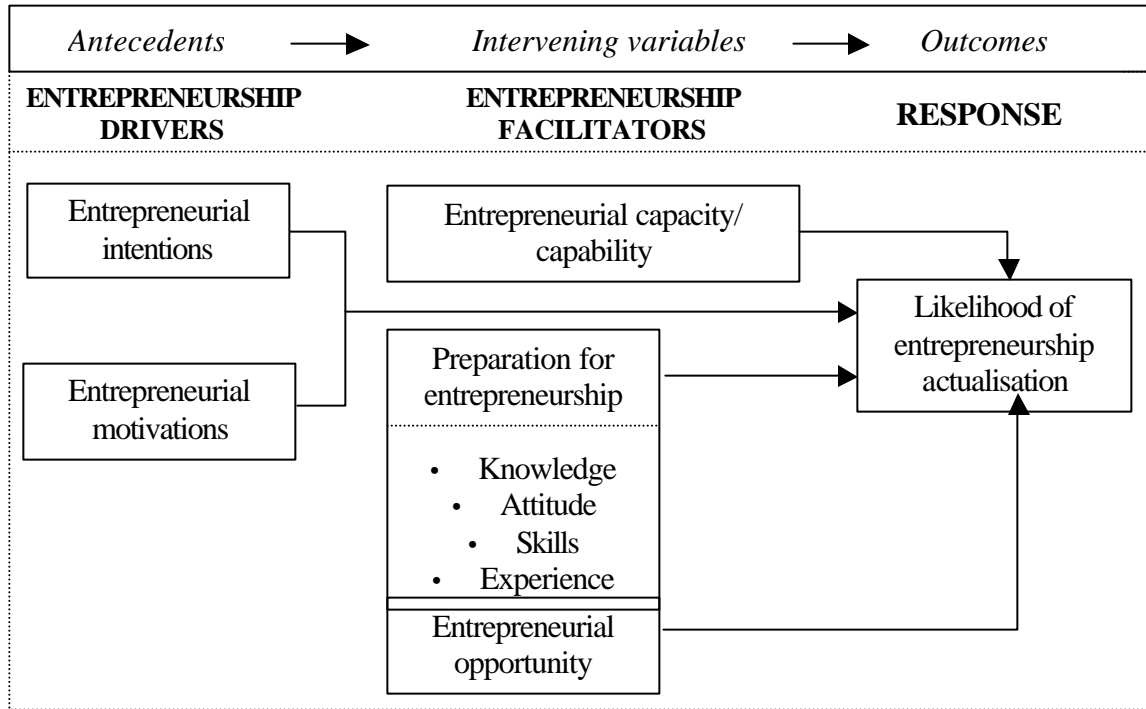 Antecedents Intervening variables Outcomes
ENTREPRENEURSHIP
DRIVERS
ENTREPRENEURSHIP
FACILITATORS
RESPONSE
Entrepreneurial
intentions
Entrepreneurial
motivations
Entrepreneurial capacity/
capability
Preparation for
entrepreneurship
• Knowledge
• Attitude
• Skills
• Experience
Entrepreneurial
opportunity
Likelihood of
entrepreneurship
actualisation